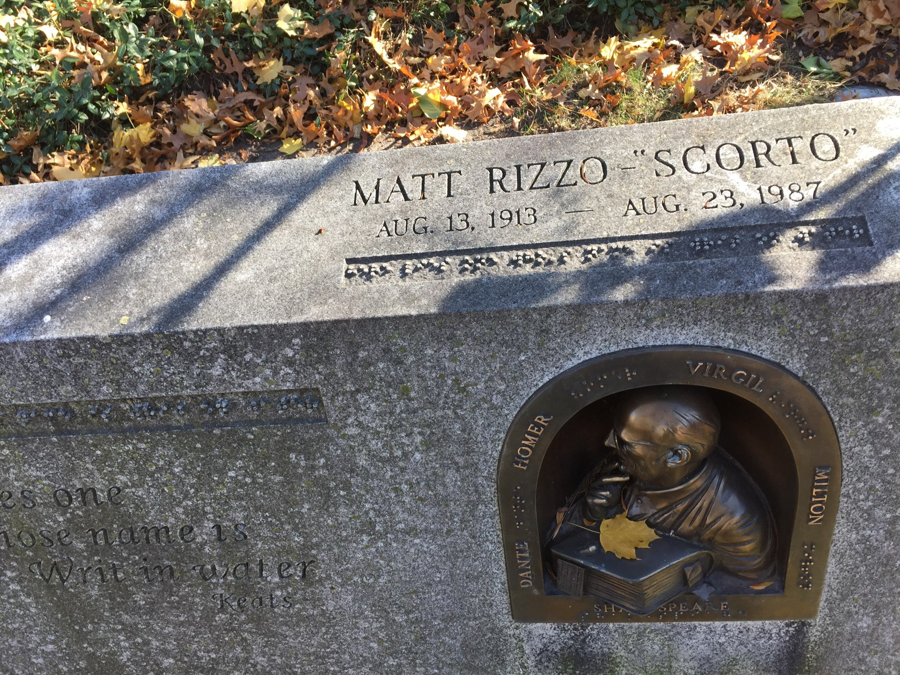 MATT RIZZO - "SCORTO"
AUG. 13, 1913 — AUG. 23, 1987
es one
hose name is
Writ in water
Keats
DANTE
HOMER
VIRGIL
MILTON
SHAKESPEARE